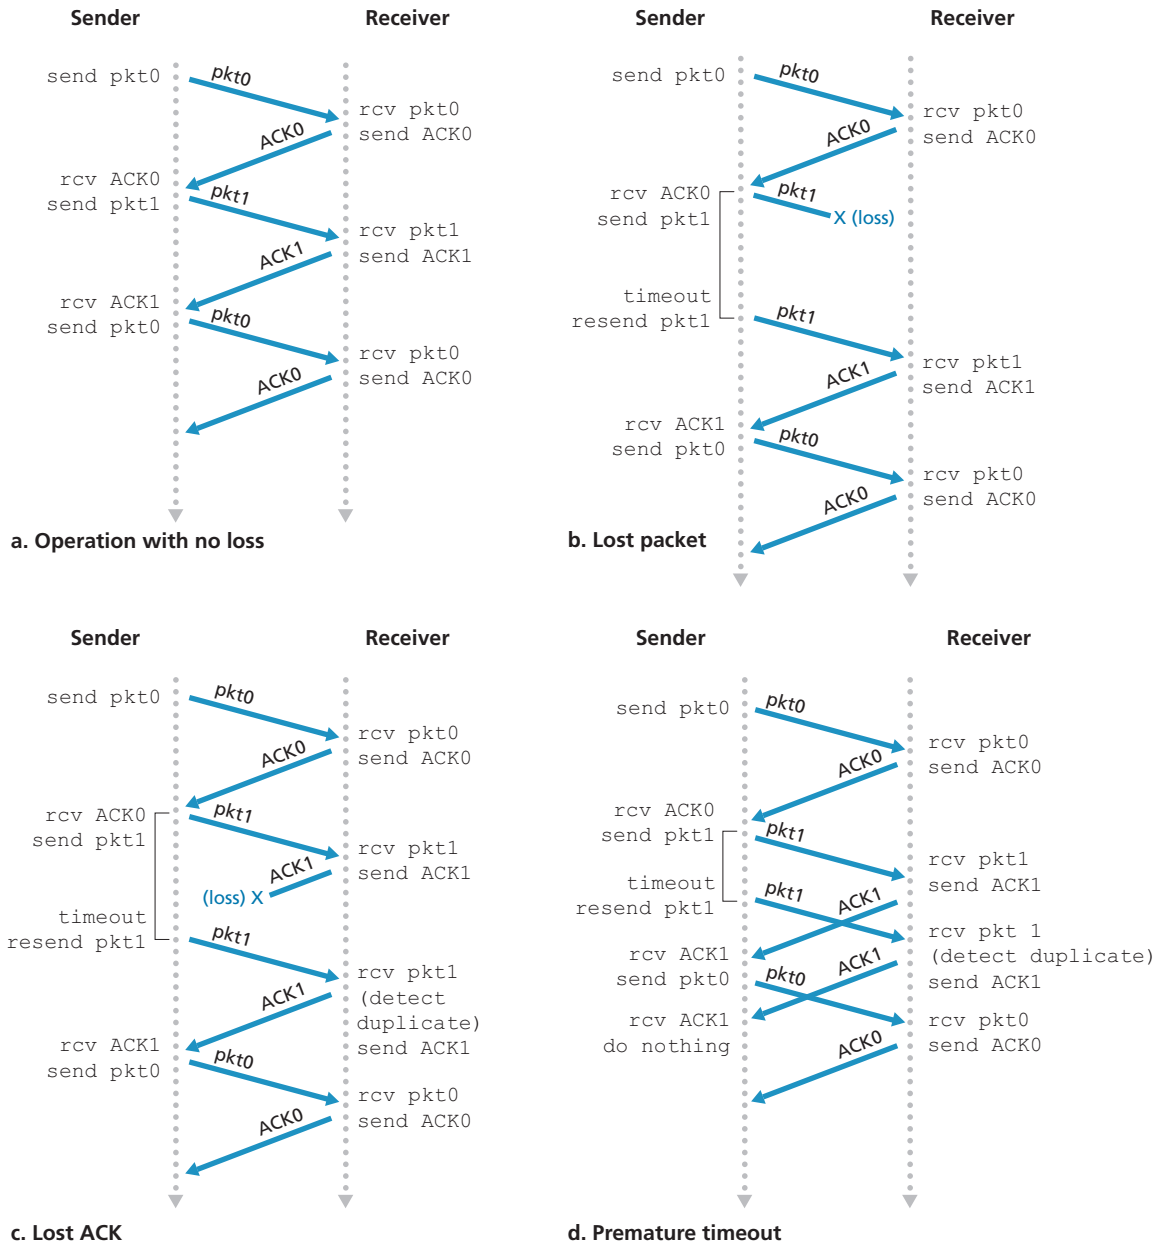 Sender
Receiver
send pkt0
pkt0
rcv pkt0
send ACK0
ACK0
rcv ACK0
send pkt1
pkt1
rcv pkt1
send ACK1
ACK1
rcv ACK1
send pkt0
pkt0
rcv pkt0
send ACK0
ACK0
a. Operation with no loss
Sender
Receiver
send pkt0
pkt0
rcv pkt0
send ACK0
ACK0
rcv ACK0
send pkt1
pkt1
X (loss)
timeout
resend pkt1
pkt1
rcv pkt1
send ACK1
ACK1
rcv ACK1
send pkt0
pkt0
rcv pkt0
send ACK0
ACK0
b. Lost packet
Sender
Receiver
send pkt0
pkt0
rcv pkt0
send ACK0
ACK0
rcv ACK0
send pkt1
pkt1
rcv pkt1
send ACK1
ACK1
(loss) X
timeout
resend pkt1
pkt1
rcv pkt1
(detect
duplicate)
send ACK1
ACK1
rcv ACK1
send pkt0
pkt0
rcv pkt0
send ACK0
ACK0
c. Lost ACK
Sender
Receiver
send pkt0
pkt0
rcv pkt0
send ACK0
ACK0
rcv ACK0
send pkt1
pkt1
rcv pkt1
send ACK1
timeout
resend pkt1
pkt1
ACK1
rcv pkt 1
(detect duplicate)
send ACK1
rcv ACK1
send pkt0
pkt0
ACK1
rcv ACK1
do nothing
rcv pkt0
send ACK0
ACK0
d. Premature timeout